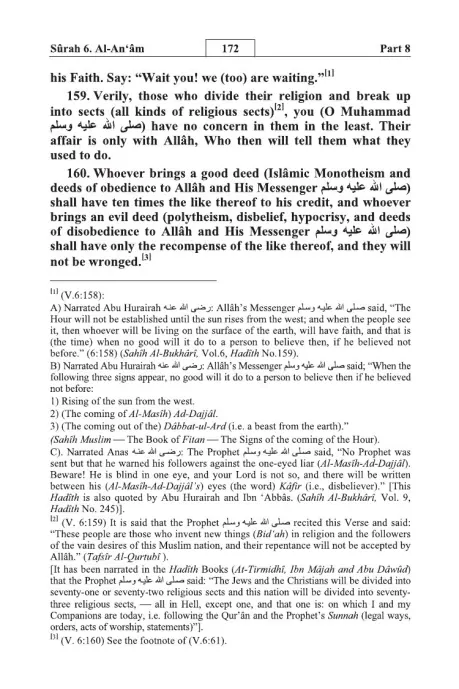 Sûrah 6. Al-An‘âm 172 Part 8
his Faith. Say: “Wait you! we (too) are waiting.”[1]
159. Verily, those who divide their religion and break up
into sects (all kinds of religious sects)[2], you (O Muhammad
صلى الله عليه وسلم) have no concern in them in the least. Their
affair is only with Allâh, Who then will tell them what they
used to do.
160. Whoever brings a good deed (Islâmic Monotheism and
deeds of obedience to Allâh and His Messenger صلى الله عليه وسلم)
shall have ten times the like thereof to his credit, and whoever
brings an evil deed (polytheism, disbelief, hypocrisy, and deeds
of disobedience to Allâh and His Messenger صلى الله عليه وسلم)
shall have only the recompense of the like thereof, and they will
not be wronged.[3]
[1] (V.6:158):
A) Narrated Abu Hurairah رضى الله عنه: Allâh’s Messenger صلى الله عليه وسلم said, “The
Hour will not be established until the sun rises from the west; and when the people see
it, then whoever will be living on the surface of the earth, will have faith, and that is
(the time) when no good will it do to a person to believe then, if he believed not
before.” (6:158) (Sahîh Al-Bukhârî, Vol.6, Hadîth No.159).
B) Narrated Abu Hurairah رضى الله عنه: Allâh’s Messenger صلى الله عليه وسلم said; “When the
following three signs appear, no good will it do to a person to believe then if he believed
not before:
1) Rising of the sun from the west.
2) (The coming of Al-Masîh) Ad-Dajjâl.
3) (The coming out of the) Dâbbat-ul-Ard (i.e. a beast from the earth).”
(Sahîh Muslim — The Book of Fitan — The Signs of the coming of the Hour).
C). Narrated Anas رضى الله عنه: The Prophet صلى الله عليه وسلم said, “No Prophet was
sent but that he warned his followers against the one-eyed liar (Al-Masîh-Ad-Dajjâl).
Beware! He is blind in one eye, and your Lord is not so, and there will be written
between his (Al-Masîh-Ad-Dajjâl’s) eyes (the word) Kâfir (i.e., disbeliever).” [This
Hadîth is also quoted by Abu Hurairah and Ibn ‘Abbâs. (Sahîh Al-Bukhârî, Vol. 9,
Hadîth No. 245)].
[2] (V. 6:159) It is said that the Prophet صلى الله عليه وسلم recited this Verse and said:
“These people are those who invent new things (Bid‘ah) in religion and the followers
of the vain desires of this Muslim nation, and their repentance will not be accepted by
Allâh.” (Tafsîr Al-Qurtubî ).
[It has been narrated in the Hadîth Books (At-Tirmidhî, Ibn Mâjah and Abu Dâwûd)
that the Prophet صلى الله عليه وسلم said: “The Jews and the Christians will be divided into
seventy-one or seventy-two religious sects and this nation will be divided into seventy-
three religious sects, — all in Hell, except one, and that one is: on which I and my
Companions are today, i.e. following the Qur’ân and the Prophet’s Sunnah (legal ways,
orders, acts of worship, statements)”].
[3] (V. 6:160) See the footnote of (V.6:61).